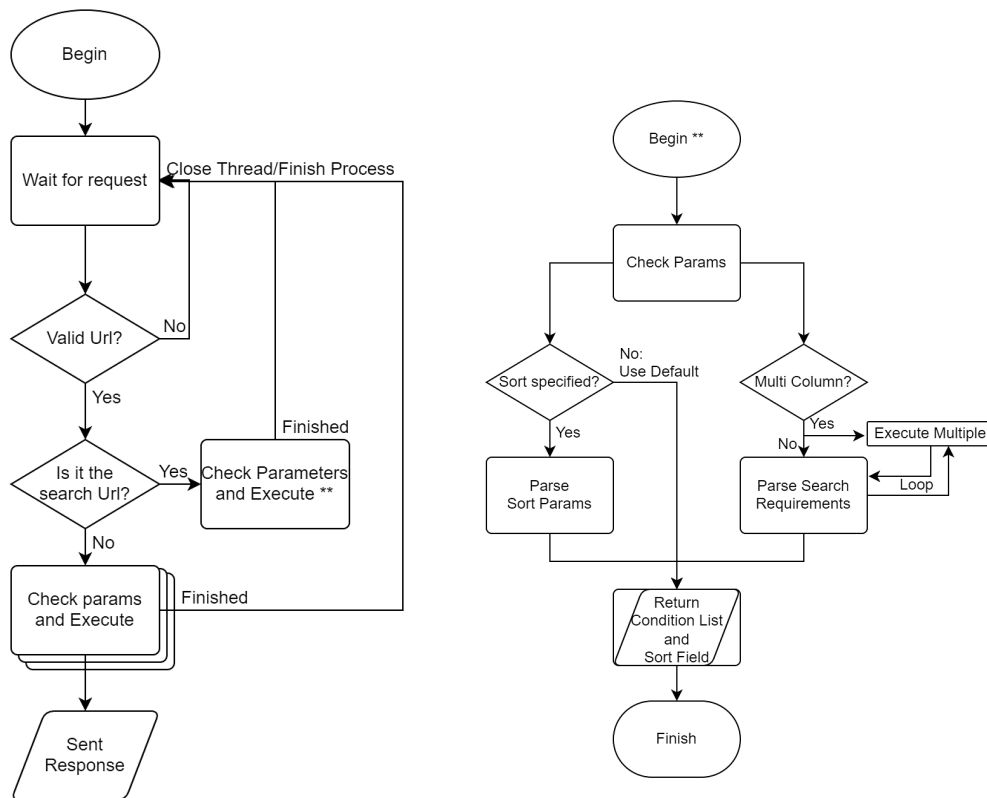 Begin
Wait for request
Close Thread/Finish Process
Valid Url?
No
Yes
Is it the
search Url?
Yes
Check Parameters
and Execute **
Finished
No
Check params
and Execute
Finished
Sent
Response
Begin **
Check Params
Sort specified?
No:
Use Default
Yes
Parse
Sort Params
Multi Column?
Yes
No
Execute Multiple
Parse Search
Requirements
Loop
Return
Condition List
and
Sort Field
Finish